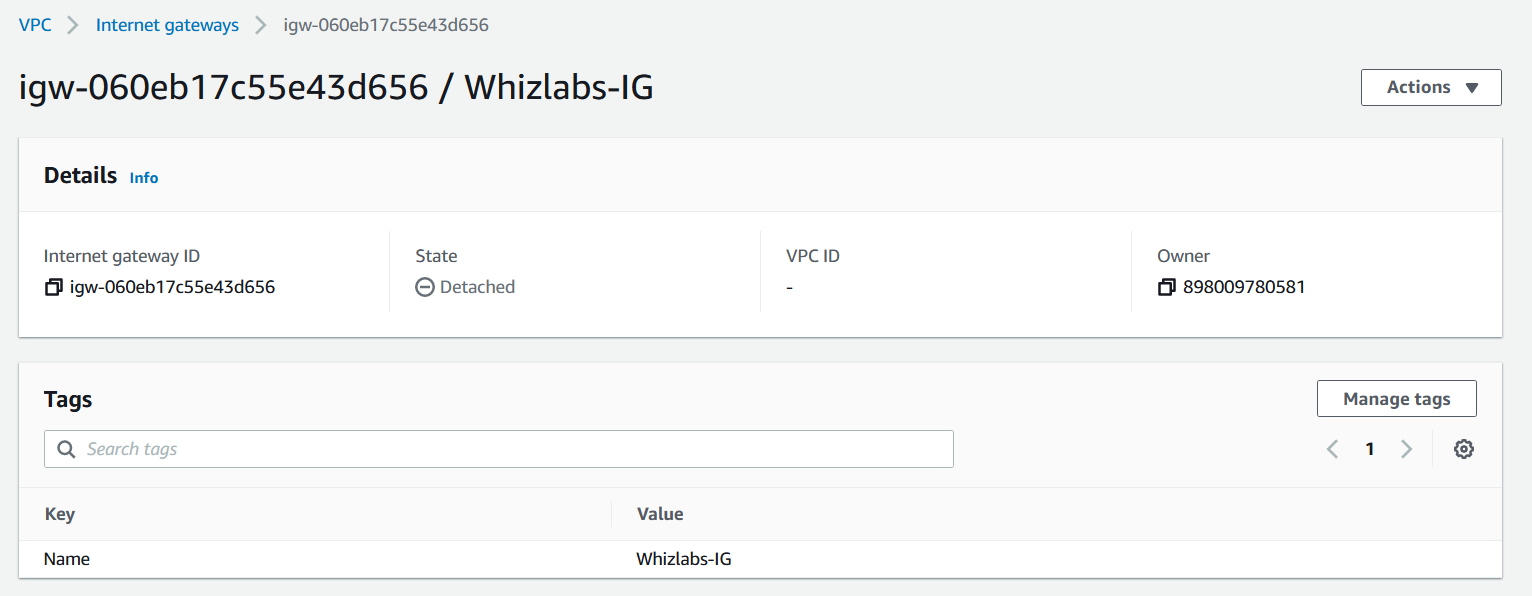 VPC > Internet gateways > igw-060eb17c55e43d656
igw-060eb17c55e43d656 / Whizlabs-IG
Actions ▼
Details Info
Internet gateway ID
igw-060eb17c55e43d656
State
Detached
VPC ID
-
Owner
898009780581
Tags
Manage tags
Search tags
< 1 >
Key Value
Name Whizlabs-IG